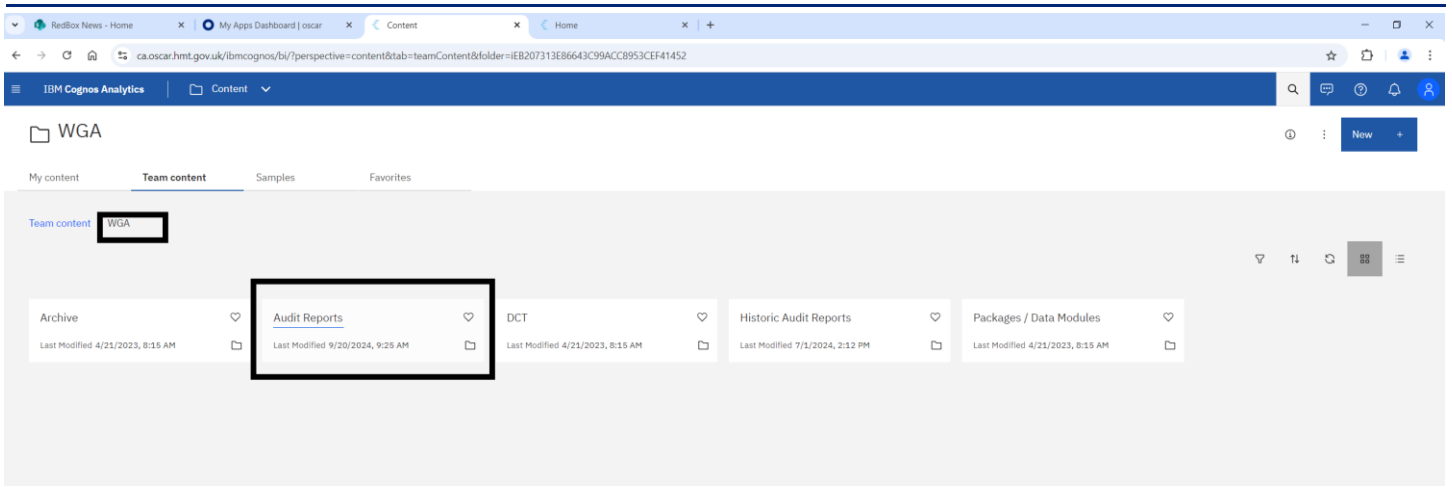 RedBox News - Home My Apps Dashboard | oscar Content Home
ca.oscar.hmt.gov.uk/ibmcognos/bi/?perspective=content&tab=teamContent&folder=iEB207313E86643C99ACC8953CEF41452
IBM Cognos Analytics Content
WGA New +
My content Team content Samples Favorites
Team content WGA
Archive Audit Reports DCT Historic Audit Reports Packages / Data Modules
Last Modified 4/21/2023, 8:15 AM Last Modified 9/20/2024, 9:25 AM Last Modified 4/21/2023, 8:15 AM Last Modified 7/1/2024, 2:12 PM Last Modified 4/21/2023, 8:15 AM